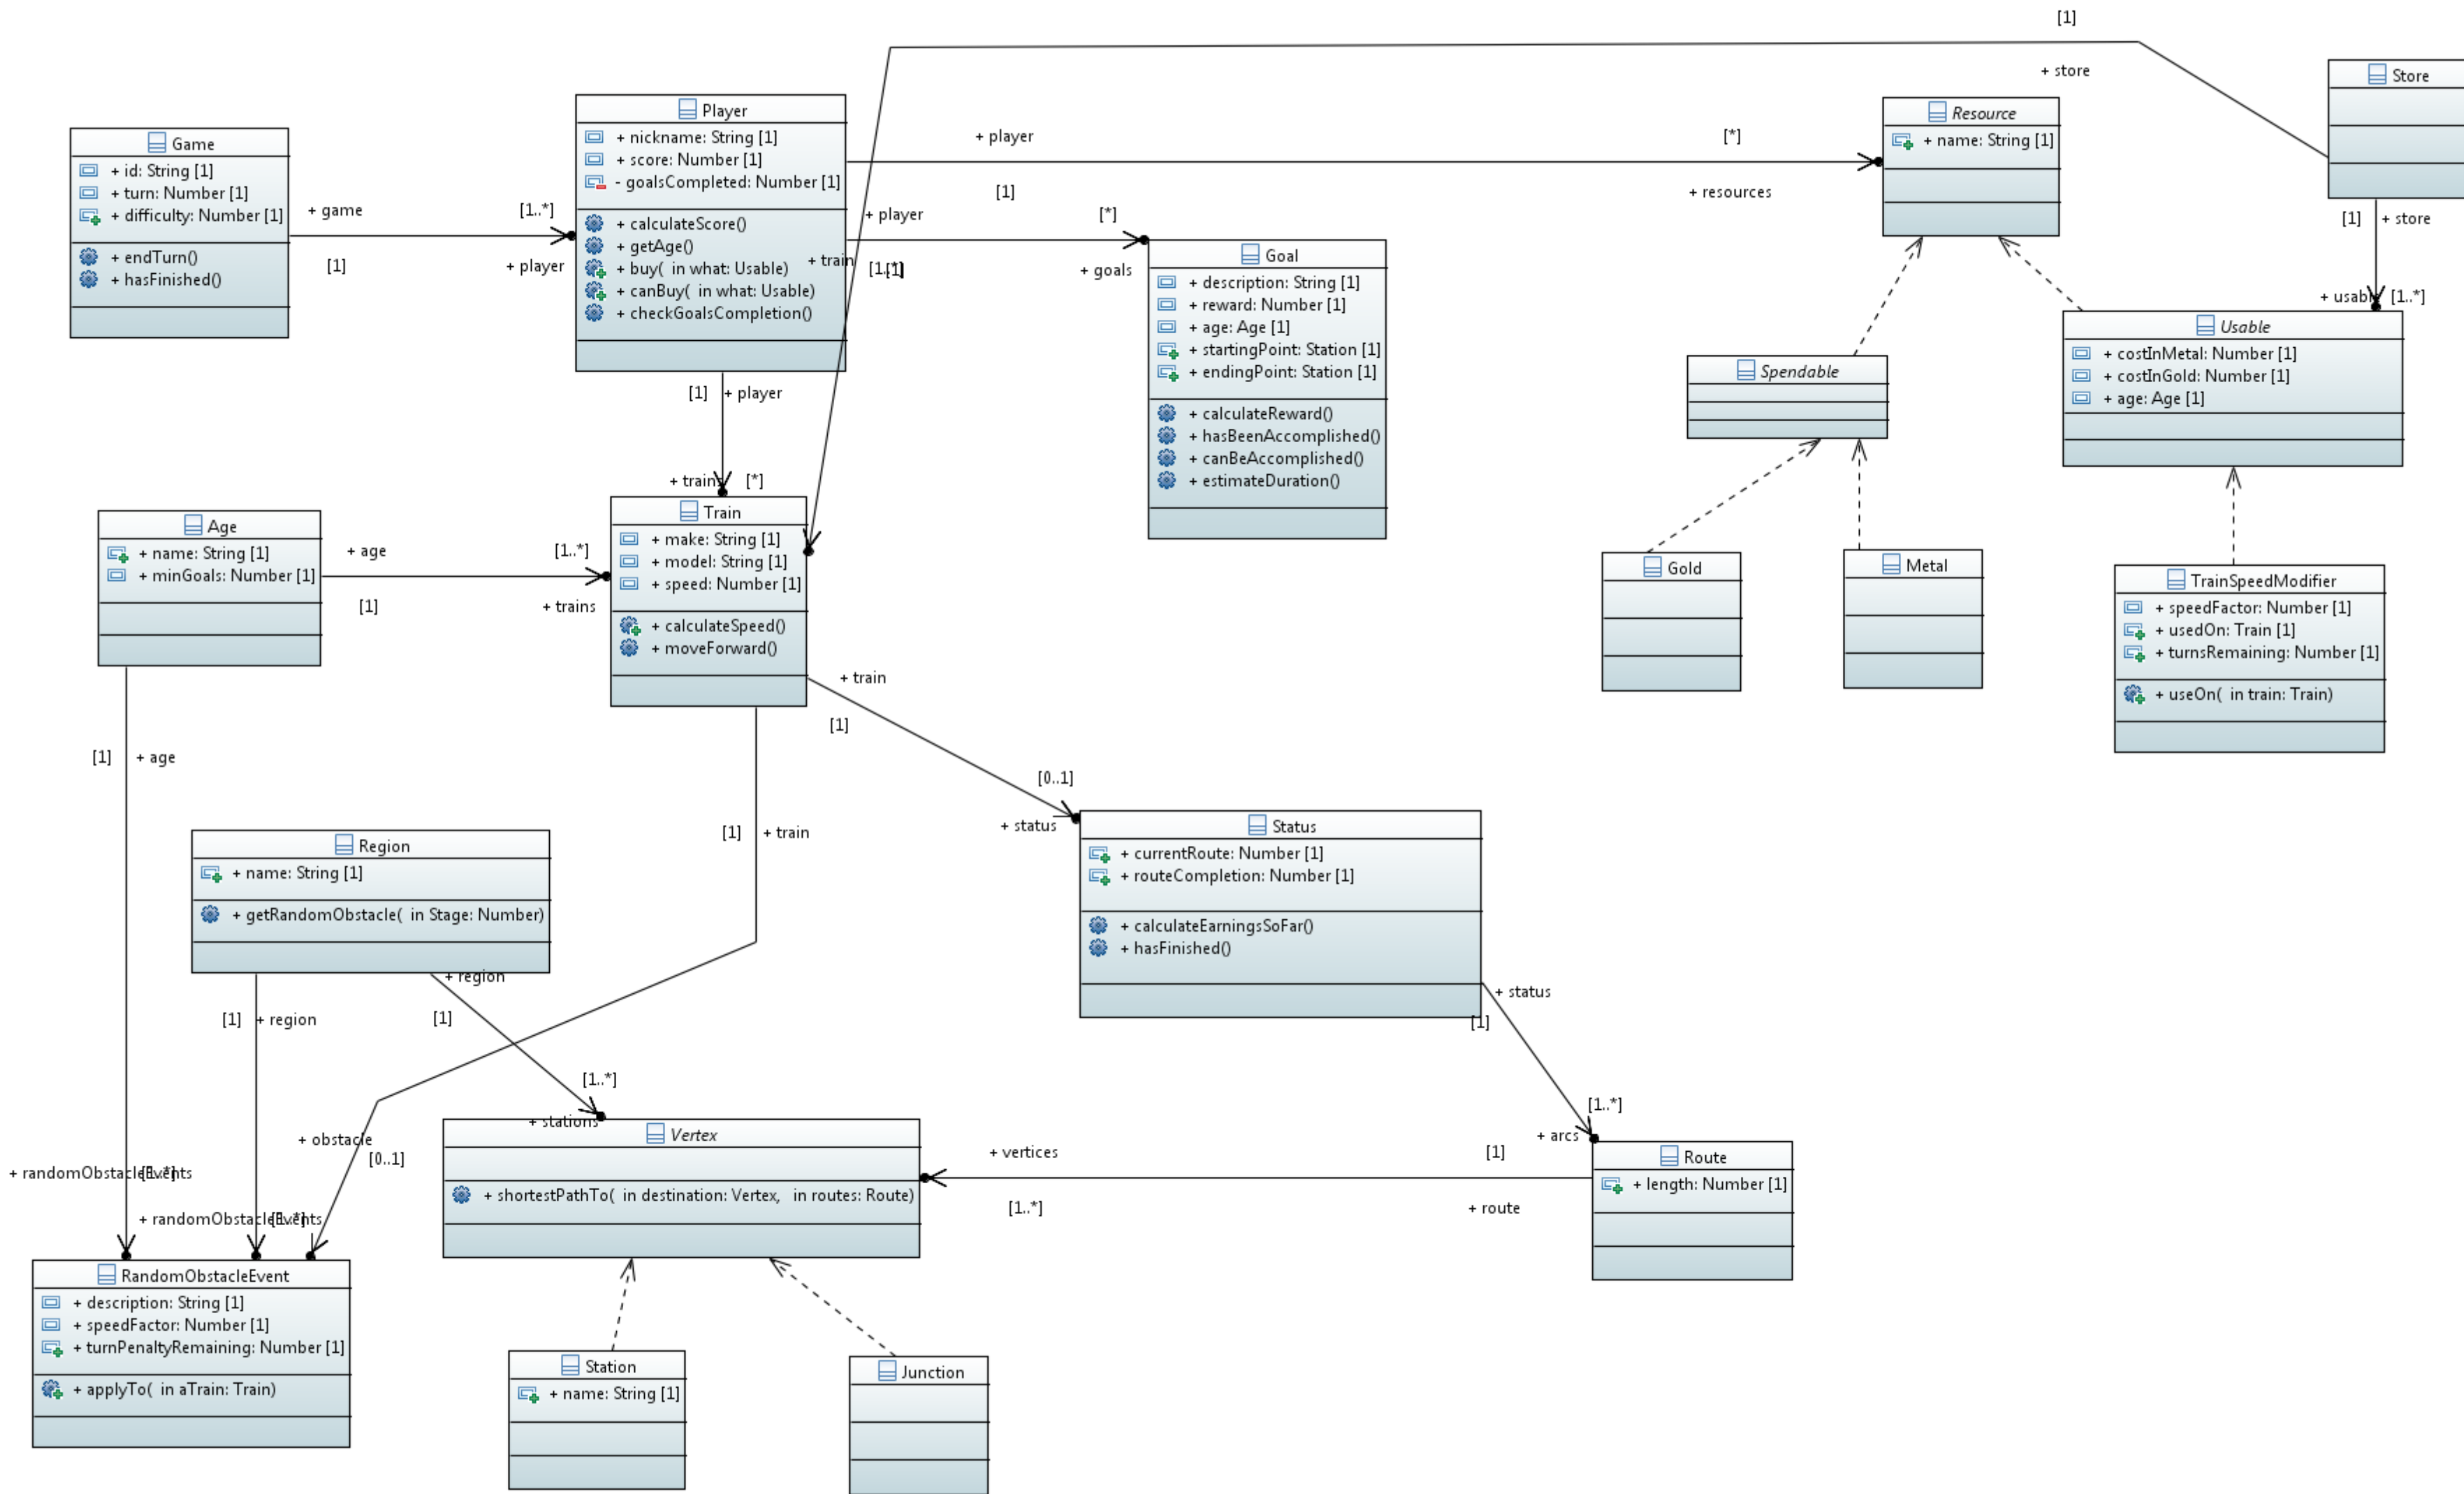 [1]
+ store
Store
Player
+ nickname: String [1]
+ score: Number [1]
- goalsCompleted: Number [1]
+ calculateScore()
+ getAge()
+ buy( in what: Usable)
+ canBuy( in what: Usable)
+ checkGoalsCompletion()
Resource
+ name: String [1]
Game
+ id: String [1]
+ turn: Number [1]
+ difficulty: Number [1]
+ endTurn()
+ hasFinished()
+ player
[*]
[1]
+ resources
+ game
[1..*]
[1]
+ player
+ player
[*]
+ train
[1..*]
[1]
+ goals
[1]
+ store
+ usable
[1..*]
Goal
+ description: String [1]
+ reward: Number [1]
+ age: Age [1]
+ startingPoint: Station [1]
+ endingPoint: Station [1]
+ calculateReward()
+ hasBeenAccomplished()
+ canBeAccomplished()
+ estimateDuration()
Usable
+ costInMetal: Number [1]
+ costInGold: Number [1]
+ age: Age [1]
Spendable
[1]
+ player
+ trains
[*]
Train
+ make: String [1]
+ model: String [1]
+ speed: Number [1]
+ calculateSpeed()
+ moveForward()
Age
+ name: String [1]
+ minGoals: Number [1]
+ age
[1..*]
[1]
+ trains
Gold
Metal
TrainSpeedModifier
+ speedFactor: Number [1]
+ usedOn: Train [1]
+ turnsRemaining: Number [1]
+ useOn( in train: Train)
+ train
[1]
[0..1]
+ status
[1]
+ age
[1]
+ train
Status
+ currentRoute: Number [1]
+ routeCompletion: Number [1]
+ calculateEarningsSoFar()
+ hasFinished()
Region
+ name: String [1]
+ getRandomObstacle( in Stage: Number)
+ region
[1]
[1]
+ region
+ status
[1]
[1..*]
+ stations
[1..*]
+ arcs
+ obstacle
[0..1]
+ randomObstacleEvents
+ randomObstacleEvents
[1..*]
Vertex
+ shortestPathTo( in destination: Vertex, in routes: Route)
+ vertices
[1]
[1..*]
+ route
Route
+ length: Number [1]
RandomObstacleEvent
+ description: String [1]
+ speedFactor: Number [1]
+ turnPenaltyRemaining: Number [1]
+ applyTo( in aTrain: Train)
Station
+ name: String [1]
Junction